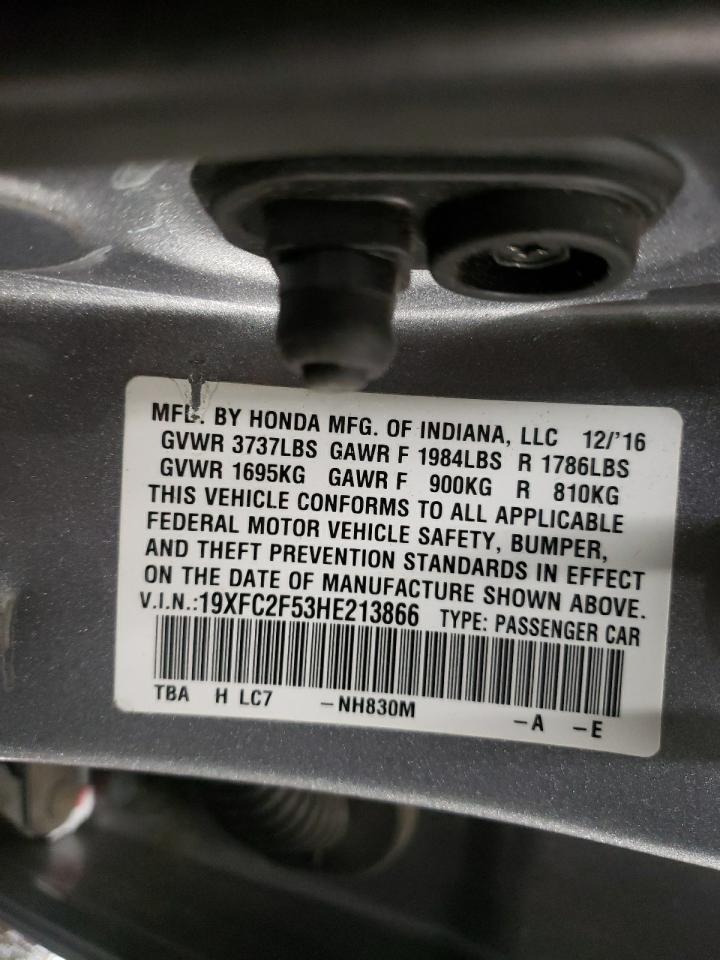 MFD. BY HONDA MFG. OF INDIANA, LLC 12/'16
GVWR 3737LBS GAWR F 1984LBS R 1786LBS
GVWR 1695KG GAWR F 900KG R 810KG
THIS VEHICLE CONFORMS TO ALL APPLICABLE
FEDERAL MOTOR VEHICLE SAFETY, BUMPER,
AND THEFT PREVENTION STANDARDS IN EFFECT
ON THE DATE OF MANUFACTURE SHOWN ABOVE.
V.I.N.:19XFC2F53HE213866 TYPE: PASSENGER CAR
TBA H LC7 -NH830M -A -E